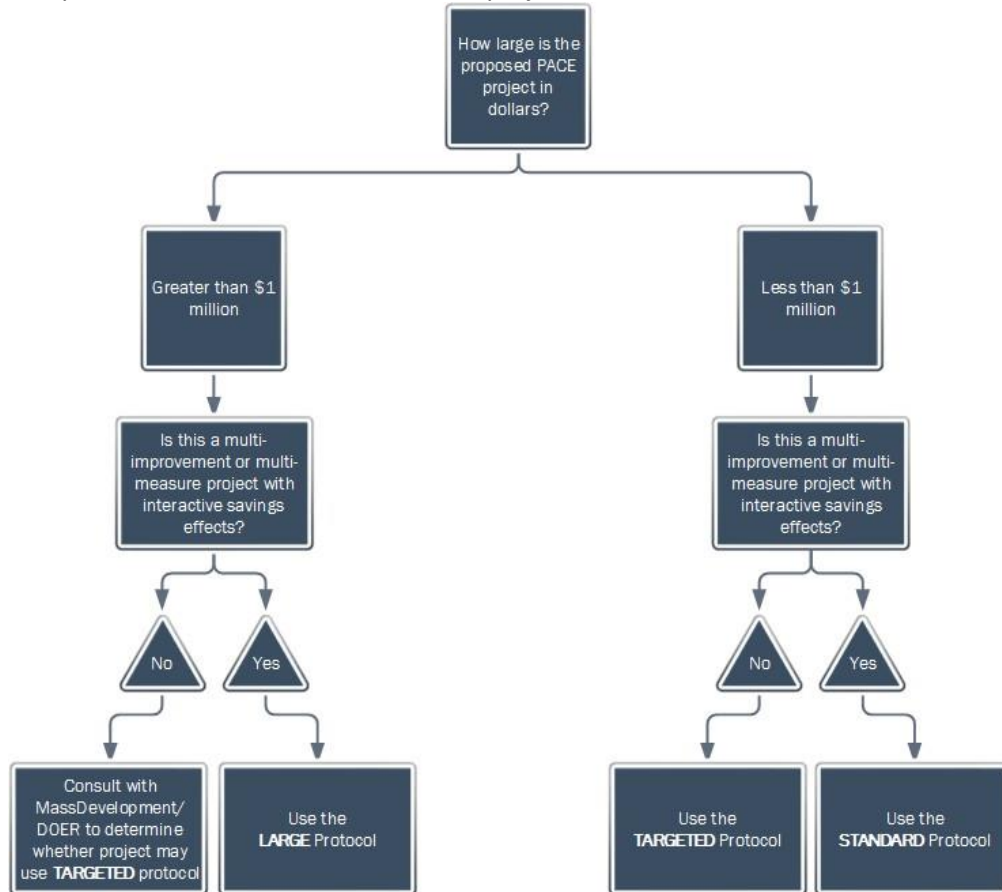 How large is the
proposed PACE
project in
dollars?
Greater than $1
million
Less than $1
million
Is this a multi-
improvement or multi-
measure project with
interactive savings
effects?
Is this a multi-
improvement or multi-
measure project with
interactive savings
effects?
No
Yes
No
Yes
Consult with
MassDevelopment/
DOER to determine
whether project may
use TARGETED protocol
Use the
LARGE Protocol
Use the
TARGETED Protocol
Use the
STANDARD Protocol